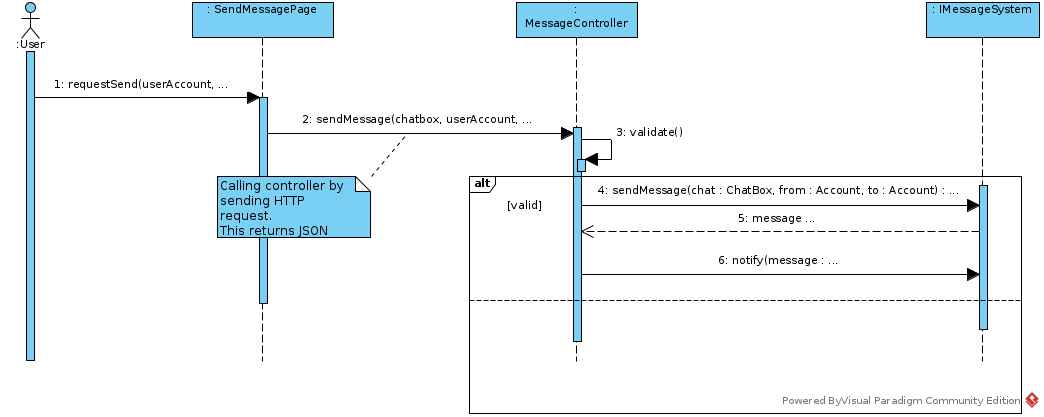 : SendMessagePage
:
MessageController
: IMessageSystem
:User
1: requestSend(userAccount, ...
2: sendMessage(chatbox, userAccount, ...
3: validate()
Calling controller by
sending HTTP
request.
This returns JSON
alt
[valid]
4: sendMessage(chat : ChatBox, from : Account, to : Account) : ...
5: message ...
6: notify(message : ...
Powered ByVisual Paradigm Community Edition